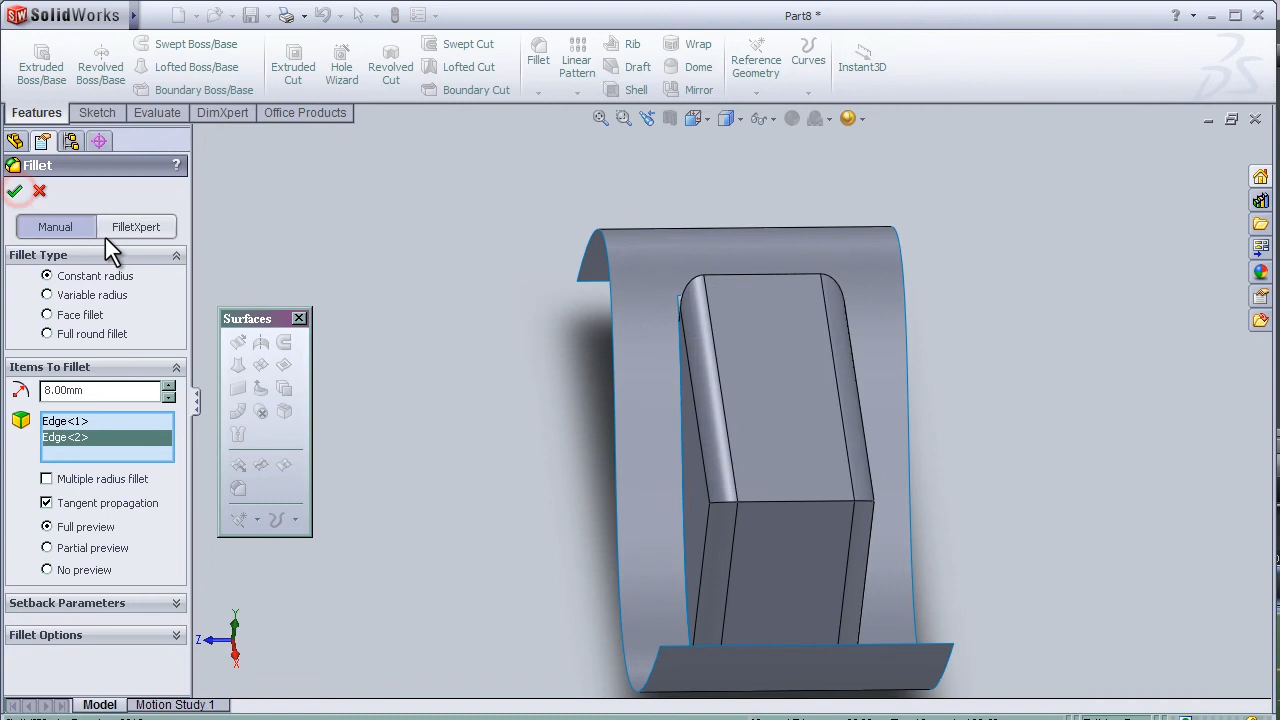 SolidWorks
Part8 *
Extruded Boss/Base
Revolved Boss/Base
Swept Boss/Base
Lofted Boss/Base
Boundary Boss/Base
Extruded Cut
Hole Wizard
Revolved Cut
Swept Cut
Lofted Cut
Boundary Cut
Fillet
Linear Pattern
Rib
Draft
Shell
Wrap
Dome
Mirror
Reference Geometry
Curves
Instant3D
Features
Sketch
Evaluate
DimXpert
Office Products
Fillet
?
Manual
FilletXpert
Fillet Type
Constant radius
Variable radius
Face fillet
Full round fillet
Items To Fillet
8.00mm
Edge<1>
Edge<2>
Multiple radius fillet
Tangent propagation
Full preview
Partial preview
No preview
Setback Parameters
Fillet Options
Surfaces
Y
Z
X
Model
Motion Study 1